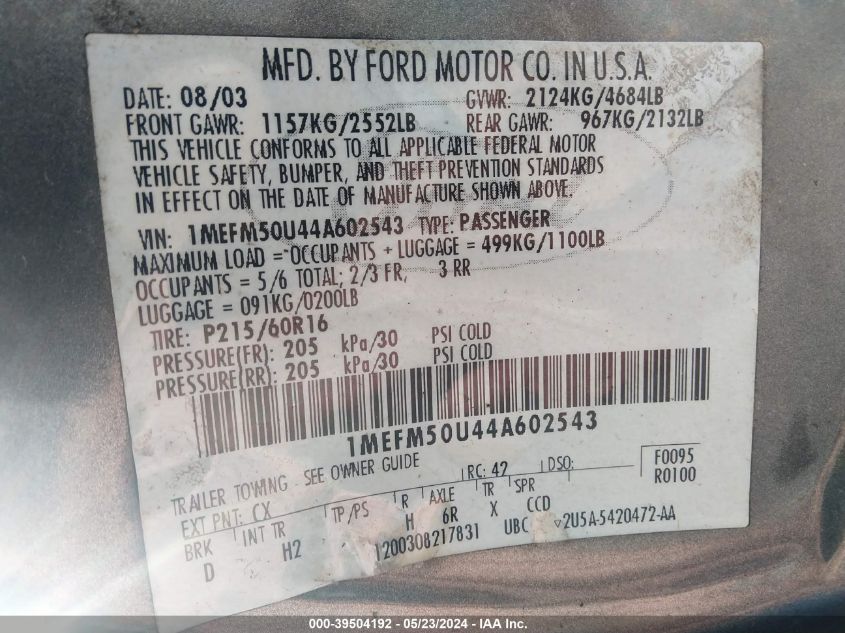 MFD. BY FORD MOTOR CO. IN U.S.A.
DATE: 08/03 GVWR: 2124KG/4684LB
FRONT GAWR: 1157KG/2552LB REAR GAWR: 967KG/2132LB
THIS VEHICLE CONFORMS TO ALL APPLICABLE FEDERAL MOTOR
VEHICLE SAFETY, BUMPER, AND THEFT PREVENTION STANDARDS
IN EFFECT ON THE DATE OF MANUFACTURE SHOWN ABOVE.
VIN: 1MEFM50U44A602543 TYPE: PASSENGER
MAXIMUM LOAD = OCCUPANTS + LUGGAGE = 499KG/1100LB
OCCUPANTS = 5/6 TOTAL; 2/3 FR, 3 RR
LUGGAGE = 091KG/0200LB
TIRE: P215/60R16
PRESSURE(FR): 205 kPa/30 PSI COLD
PRESSURE(RR): 205 kPa/30 PSI COLD
1MEFM50U44A602543
TRAILER TOWING - SEE OWNER GUIDE
EXT PNT: CX RC: 42 DSO: F0095
R0100
BRK INT TR TP/PS R AXLE TR SPR
D H2 H 6R X CCD
1200308217831 UBC ▽2U5A-5420472-AA
000-39504192 - 05/23/2024 - IAA Inc.